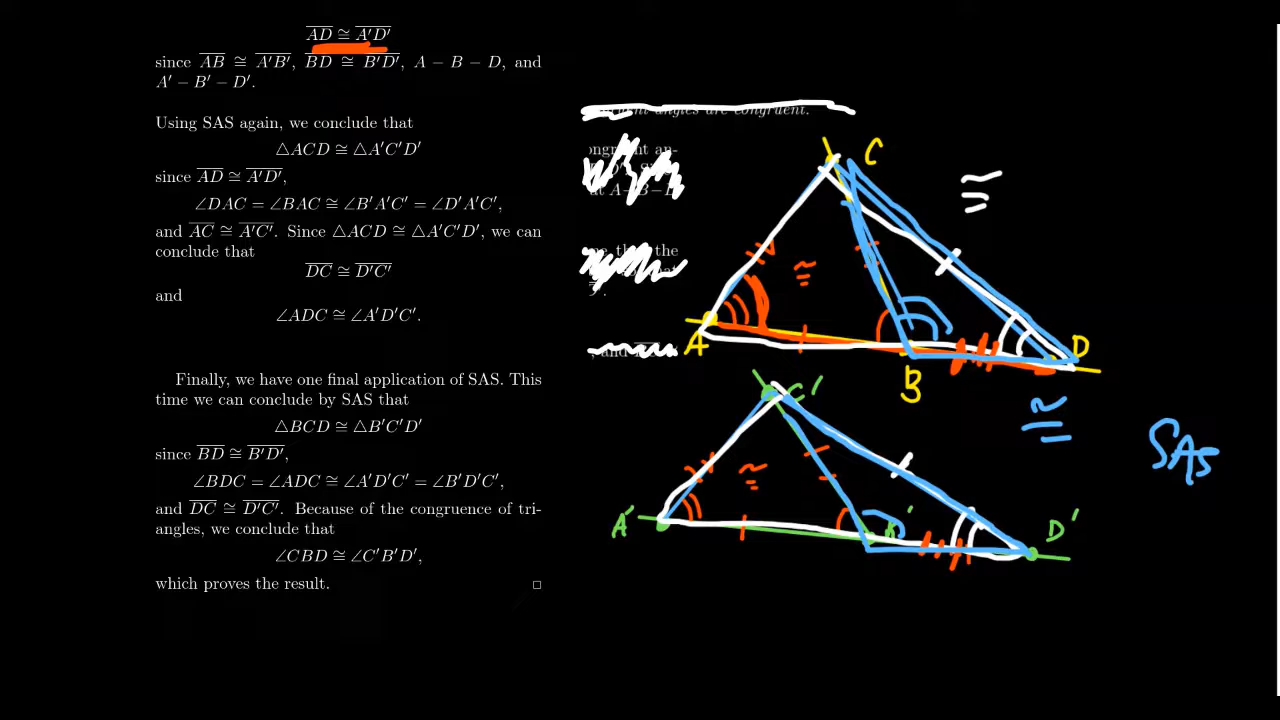 AD ≅ A′D′
since AB ≅ A′B′, BD ≅ B′D′, A − B − D, and
A′ − B′ − D′.
Using SAS again, we conclude that
△ACD ≅ △A′C′D′
since AD ≅ A′D′,
∠DAC = ∠BAC ≅ ∠B′A′C′ = ∠D′A′C′,
and AC ≅ A′C′. Since △ACD ≅ △A′C′D′, we can
conclude that
DC ≅ D′C′
and
∠ADC ≅ ∠A′D′C′.
Finally, we have one final application of SAS. This
time we can conclude by SAS that
△BCD ≅ △B′C′D′
since BD ≅ B′D′,
∠BDC = ∠ADC ≅ ∠A′D′C′ = ∠B′D′C′,
and DC ≅ D′C′. Because of the congruence of tri-
angles, we conclude that
∠CBD ≅ ∠C′B′D′,
which proves the result. □
angles are congruent.
C
≅
≅
A
D
B
C′
≅
SAS
≅
A′
B′
D′